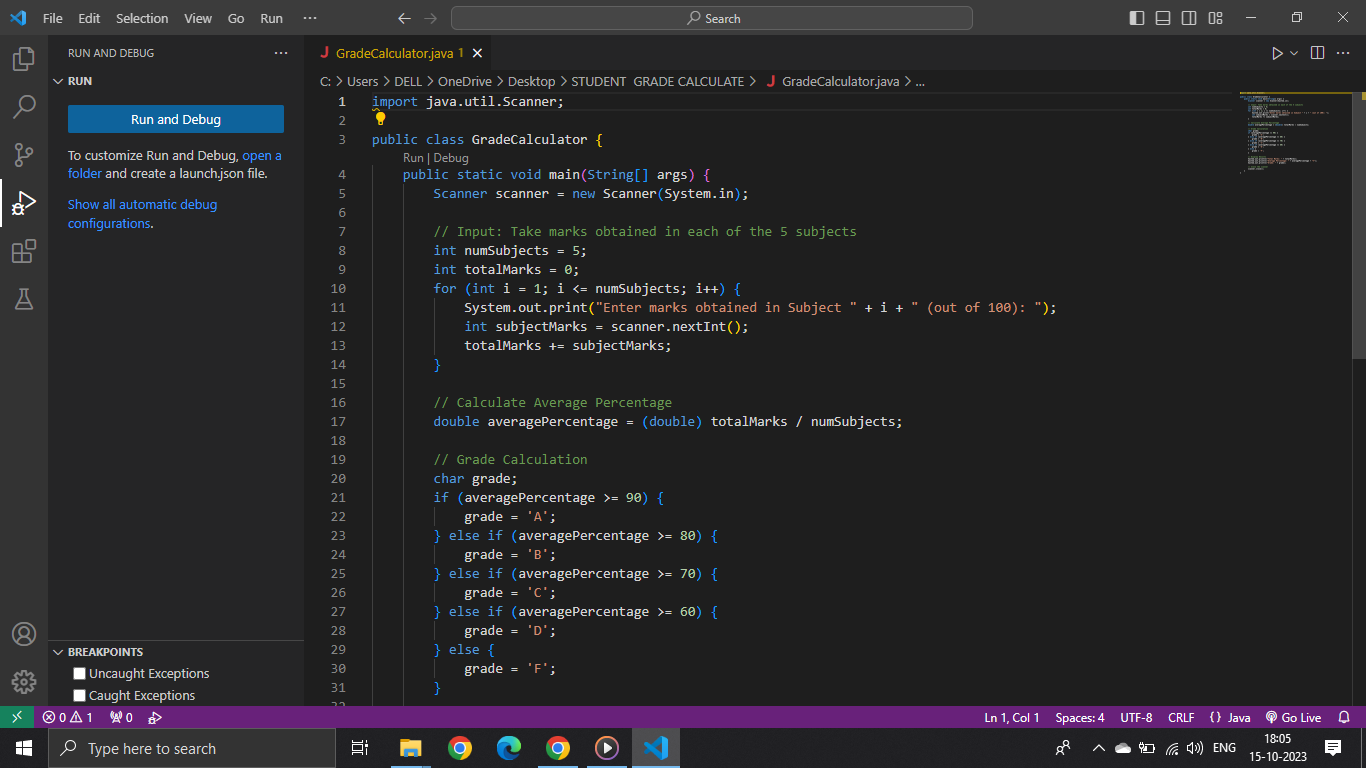 File Edit Selection View Go Run ··· Search
RUN AND DEBUG ···
RUN
Run and Debug
To customize Run and Debug, open a
folder and create a launch.json file.
Show all automatic debug
configurations.
BREAKPOINTS
Uncaught Exceptions
Caught Exceptions
J GradeCalculator.java 1
C: > Users > DELL > OneDrive > Desktop > STUDENT GRADE CALCULATE > J GradeCalculator.java > ...
1 import java.util.Scanner;
2
3 public class GradeCalculator {
Run | Debug
4 public static void main(String[] args) {
5 Scanner scanner = new Scanner(System.in);
6
7 // Input: Take marks obtained in each of the 5 subjects
8 int numSubjects = 5;
9 int totalMarks = 0;
10 for (int i = 1; i <= numSubjects; i++) {
11 System.out.print("Enter marks obtained in Subject " + i + " (out of 100): ");
12 int subjectMarks = scanner.nextInt();
13 totalMarks += subjectMarks;
14 }
15
16 // Calculate Average Percentage
17 double averagePercentage = (double) totalMarks / numSubjects;
18
19 // Grade Calculation
20 char grade;
21 if (averagePercentage >= 90) {
22 grade = 'A';
23 } else if (averagePercentage >= 80) {
24 grade = 'B';
25 } else if (averagePercentage >= 70) {
26 grade = 'C';
27 } else if (averagePercentage >= 60) {
28 grade = 'D';
29 } else {
30 grade = 'F';
31 }
0 1 0 Ln 1, Col 1 Spaces: 4 UTF-8 CRLF {} Java Go Live
Type here to search ENG 18:05
15-10-2023